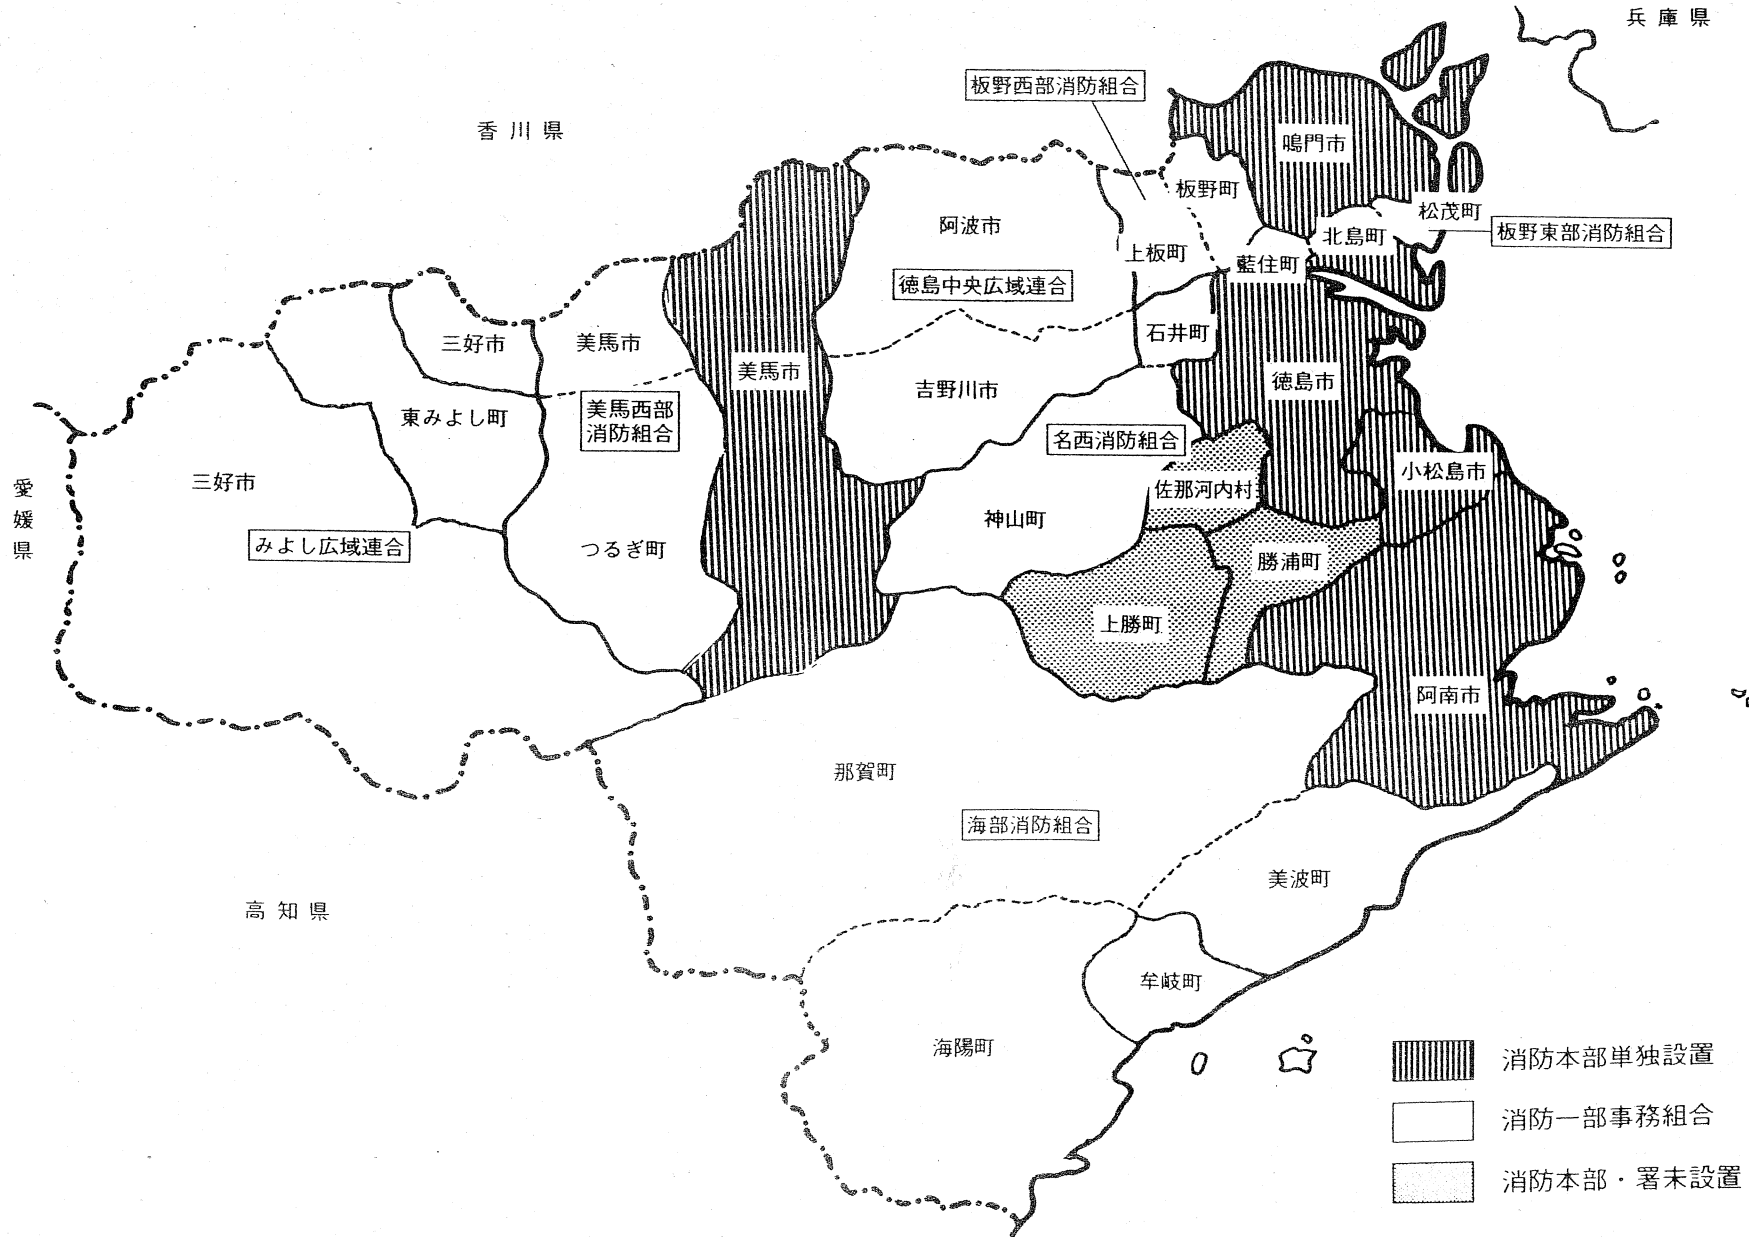 兵庫県
香川県
板野西部消防組合
鳴門市
板野町
松茂町
阿波市
北島町
板野東部消防組合
上板町
藍住町
徳島中央広域連合
石井町
三好市
美馬市
美馬市
徳島市
吉野川市
美馬西部
消防組合
東みよし町
名西消防組合
小松島市
三好市
佐那河内村
愛媛県
神山町
みよし広域連合
つるぎ町
勝浦町
上勝町
阿南市
那賀町
海部消防組合
美波町
高知県
牟岐町
海陽町
消防本部単独設置
消防一部事務組合
消防本部・署未設置